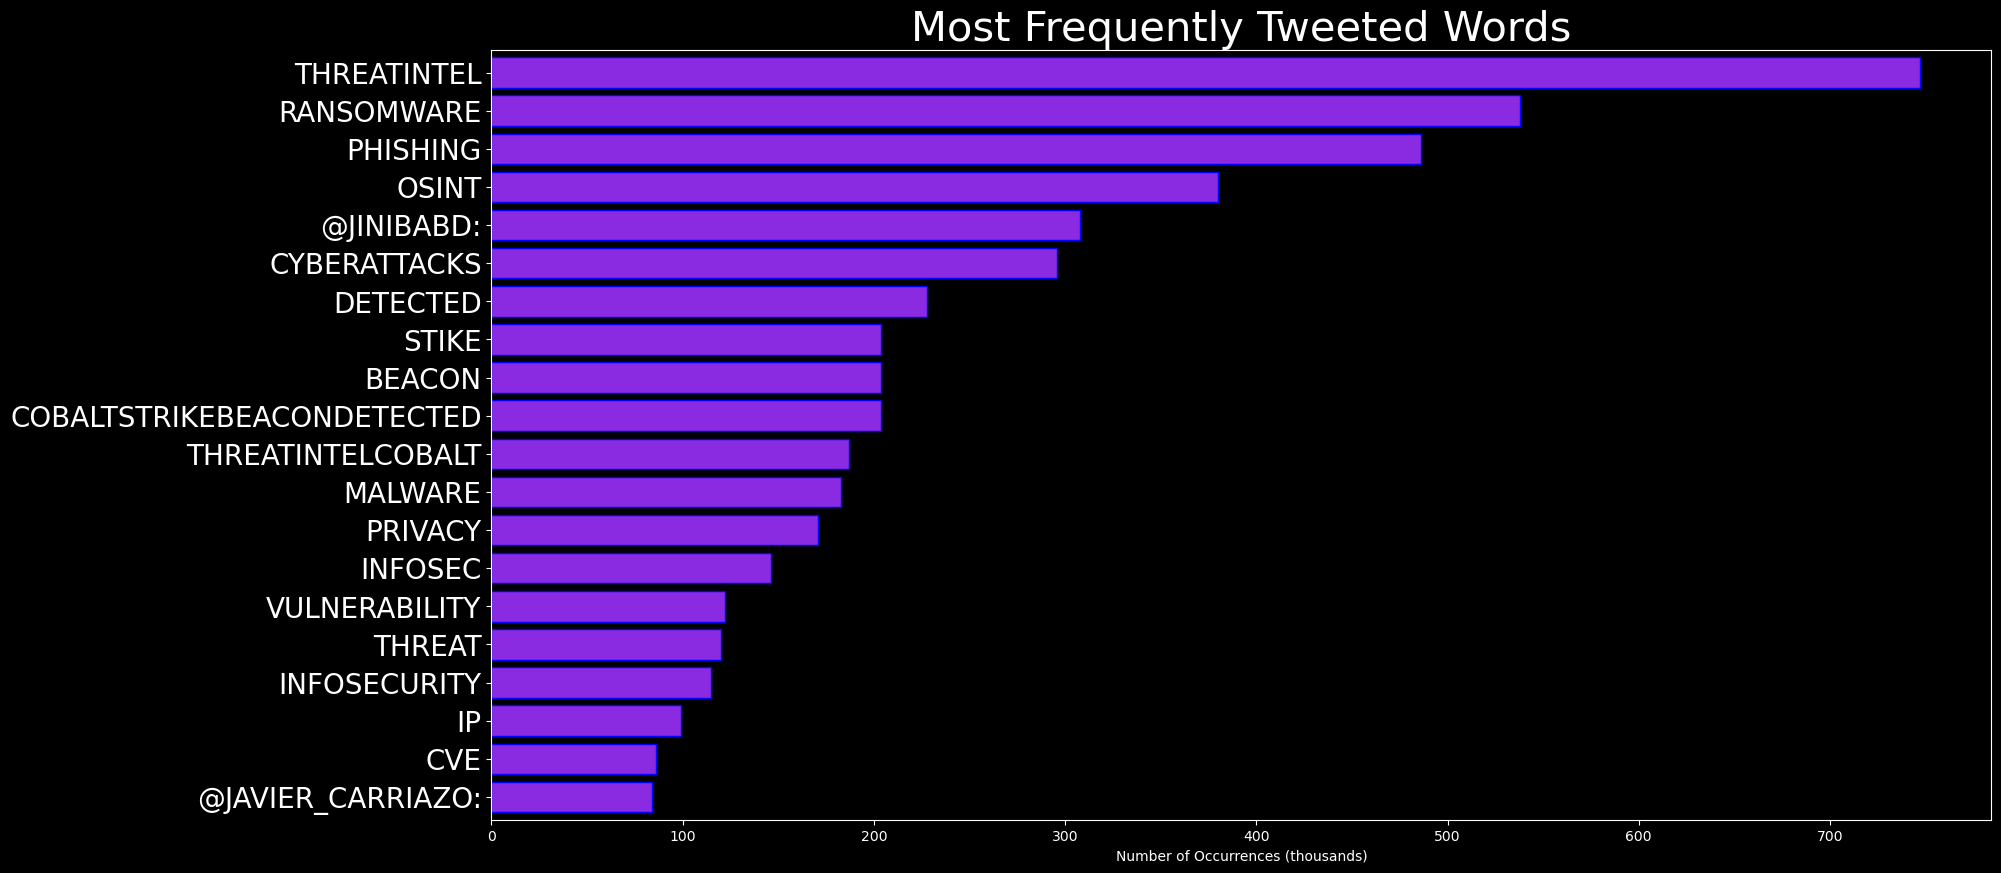 Most Frequently Tweeted Words
THREATINTEL
RANSOMWARE
PHISHING
OSINT
@JINIBABD:
CYBERATTACKS
DETECTED
STIKE
BEACON
COBALTSTRIKEBEACONDETECTED
THREATINTELCOBALT
MALWARE
PRIVACY
INFOSEC
VULNERABILITY
THREAT
INFOSECURITY
IP
CVE
@JAVIER_CARRIAZO:
0 100 200 300 400 500 600 700
Number of Occurrences (thousands)